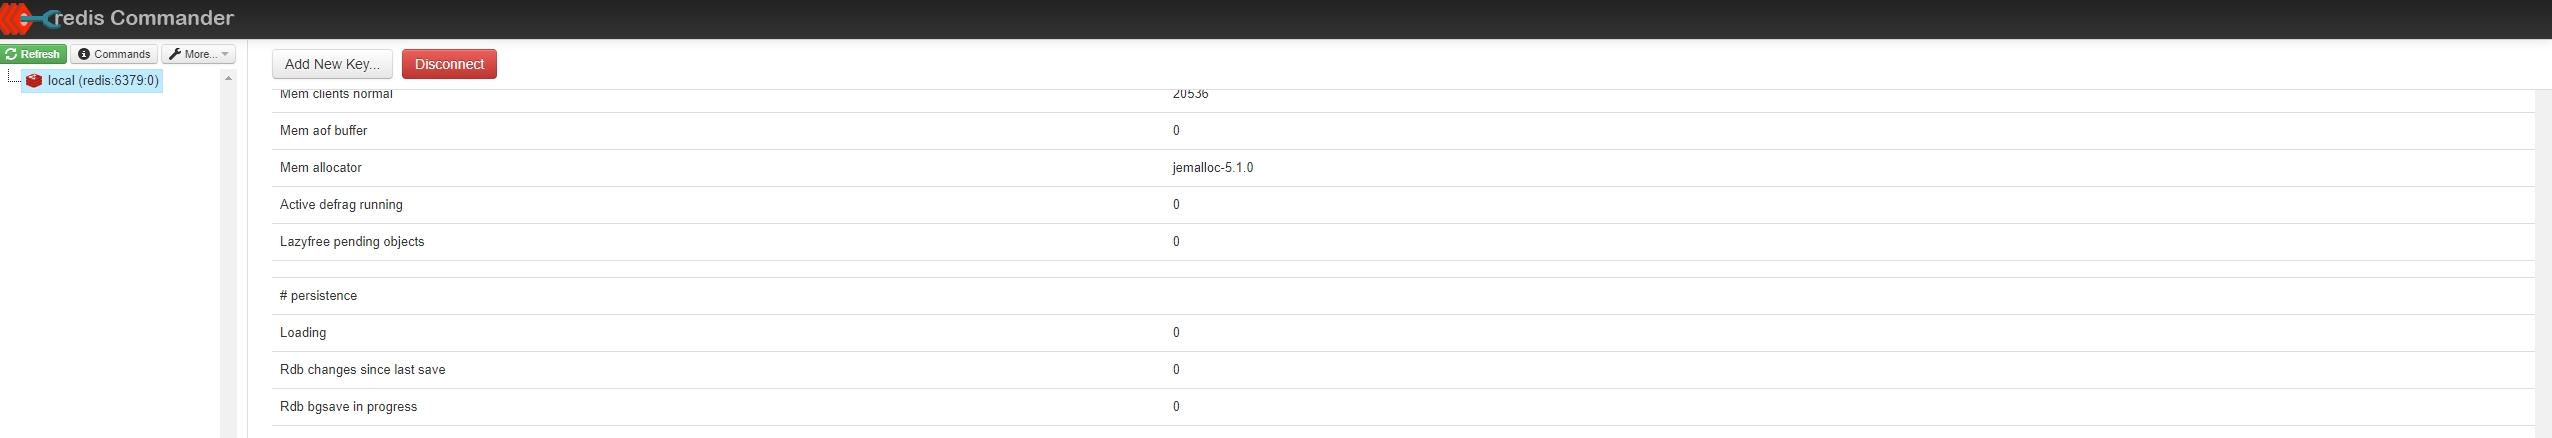 redis Commander
Refresh Commands More...
local (redis:6379:0)
Add New Key... Disconnect
Mem clients normal 20536
Mem aof buffer 0
Mem allocator jemalloc-5.1.0
Active defrag running 0
Lazyfree pending objects 0
# persistence
Loading 0
Rdb changes since last save 0
Rdb bgsave in progress 0